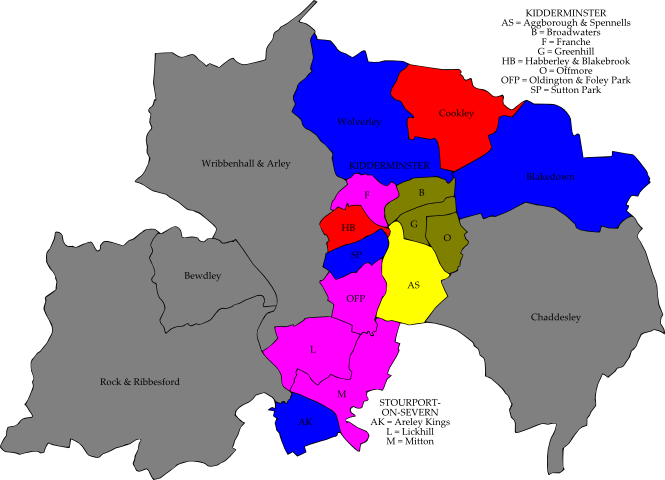 KIDDERMINSTER
AS = Aggborough & Spennells
B = Broadwaters
F = Franche
G = Greenhill
HB = Habberley & Blakebrook
O = Offmore
OFP = Oldington & Foley Park
SP = Sutton Park
Cookley
Wolverley
Wribbenhall & Arley
KIDDERMINSTER
Blakedown
F
B
HB
G
O
SP
Bewdley
AS
OFP
Chaddesley
L
Rock & Ribbesford
M
STOURPORT-
ON-SEVERN
AK = Areley Kings
L = Lickhill
M = Mitton
AK